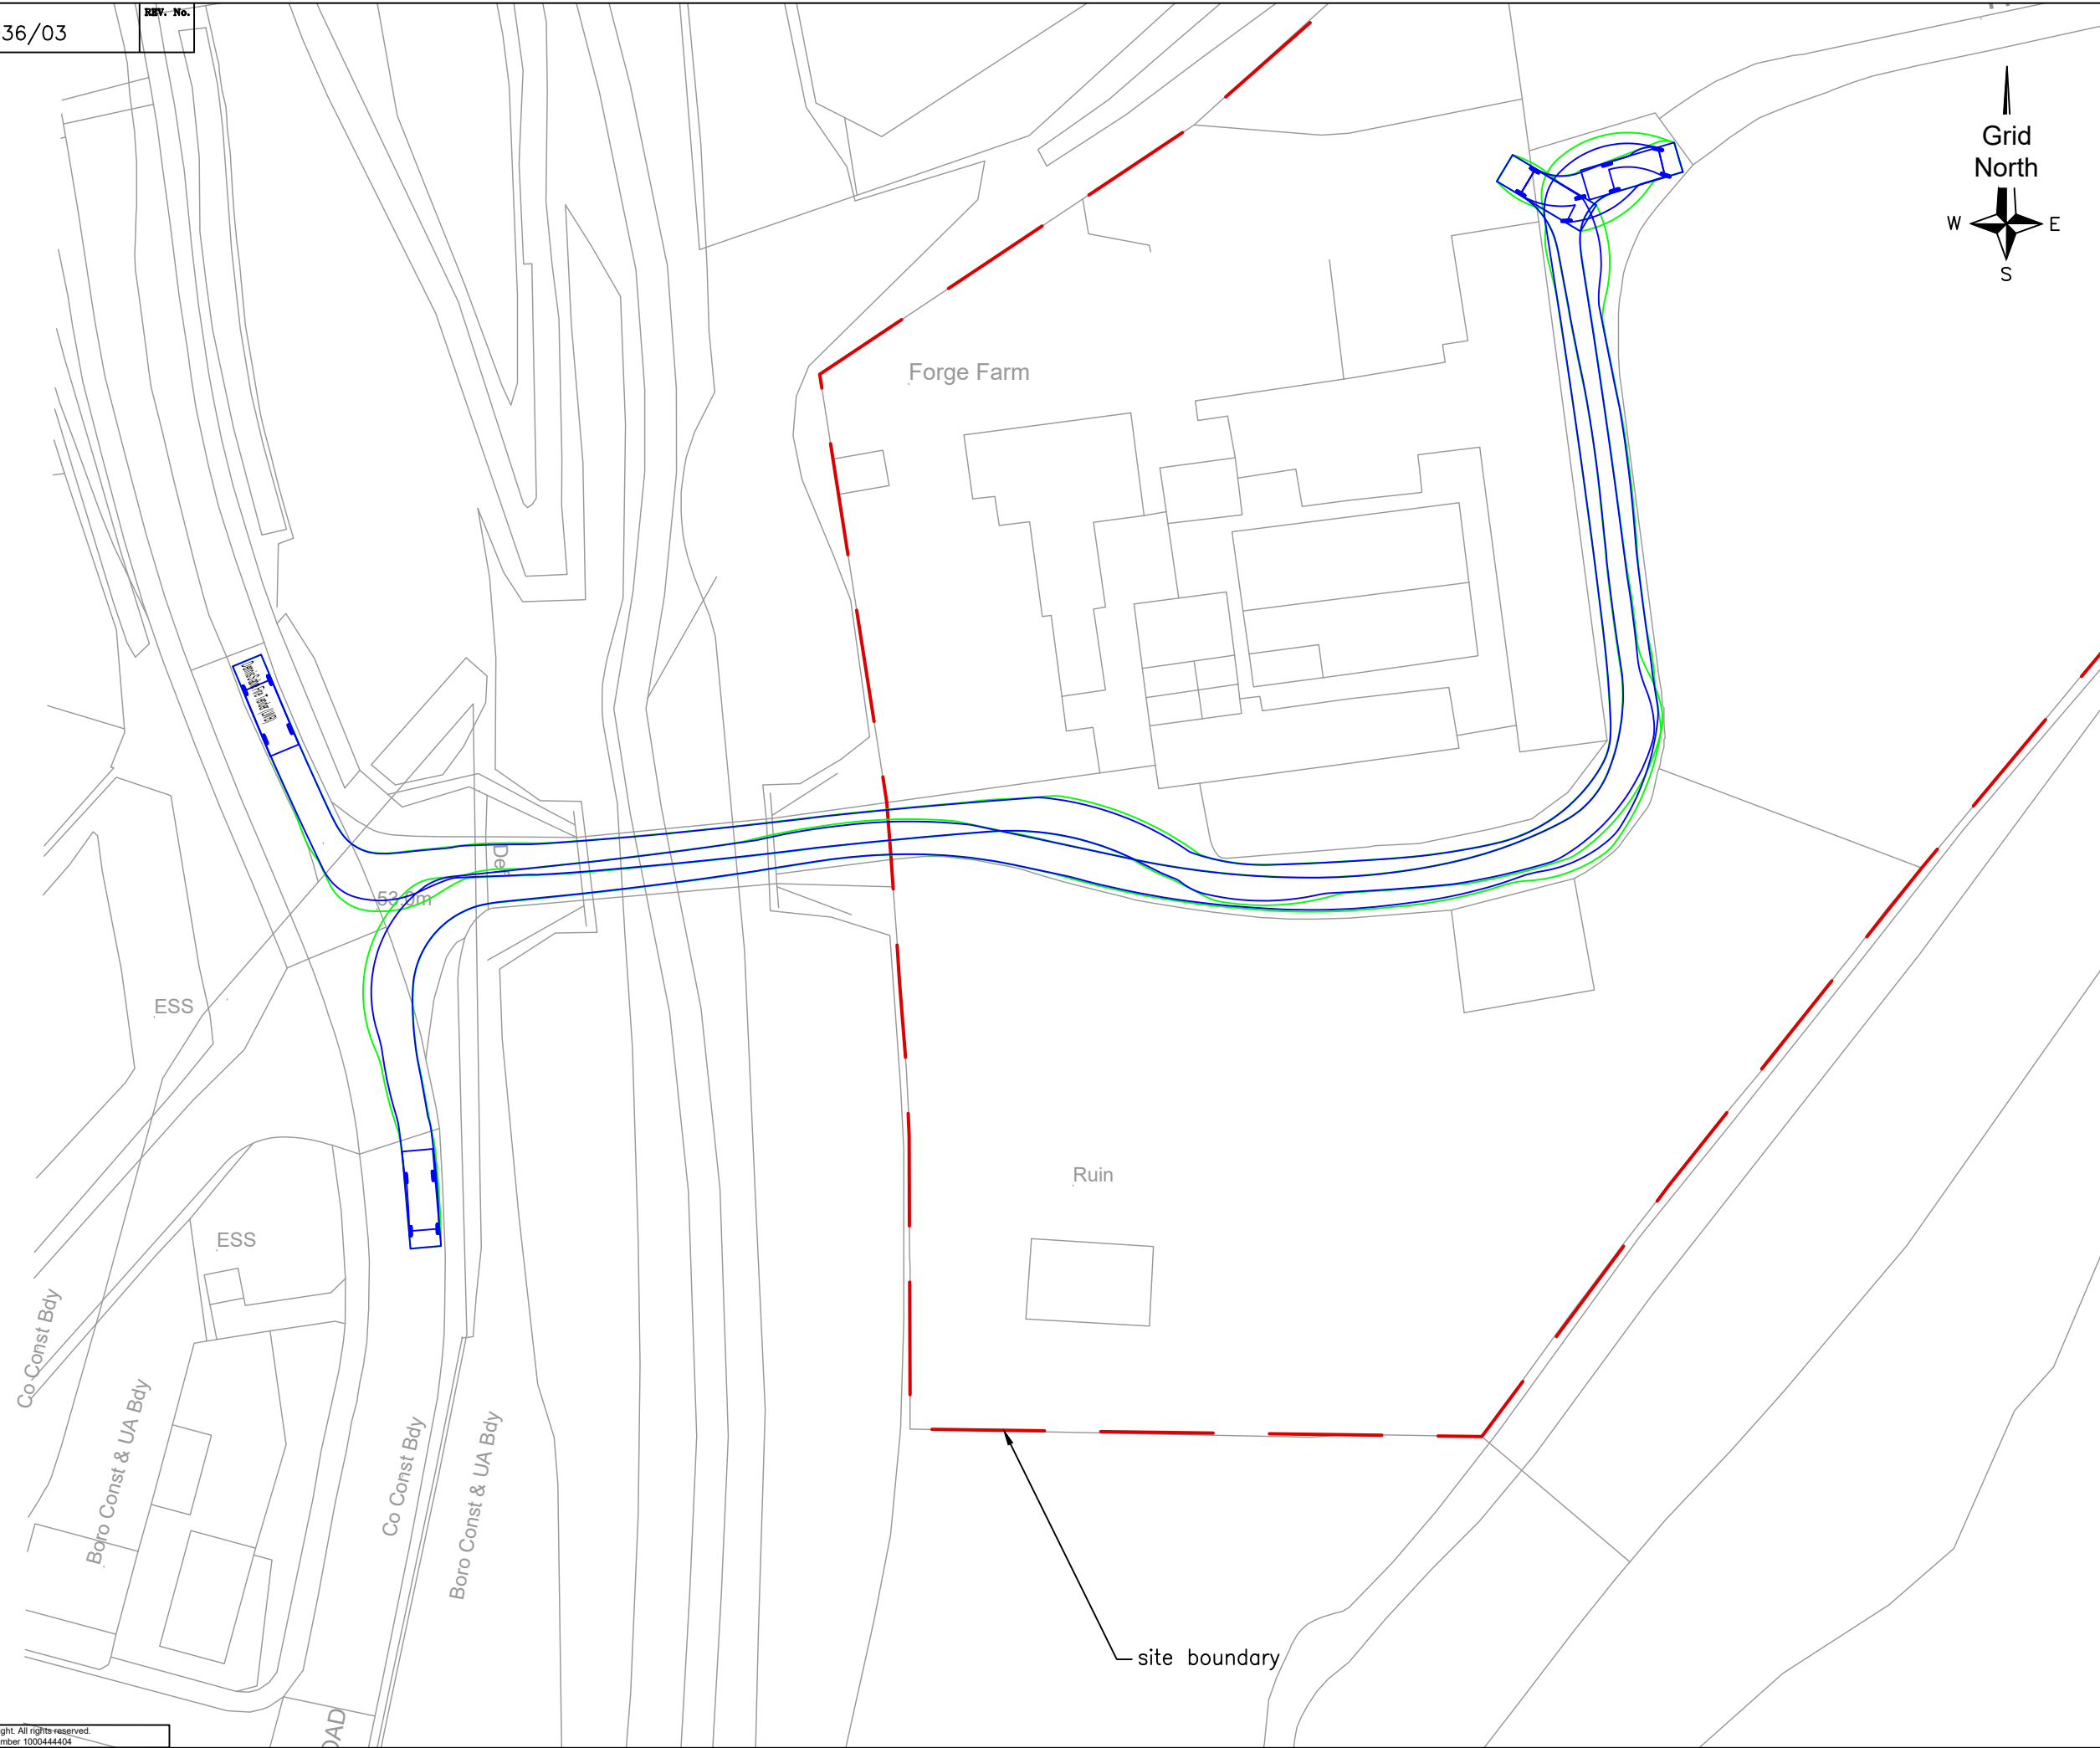 36/03
REV. No.
Grid
North
W
E
S
Forge Farm
53.0m
ESS
ESS
Ruin
Co Const Bdy
Boro Const & UA Bdy
Co Const Bdy
Boro Const & UA Bdy
site boundary
OAD
ght. All rights reserved.
mber 1000444404